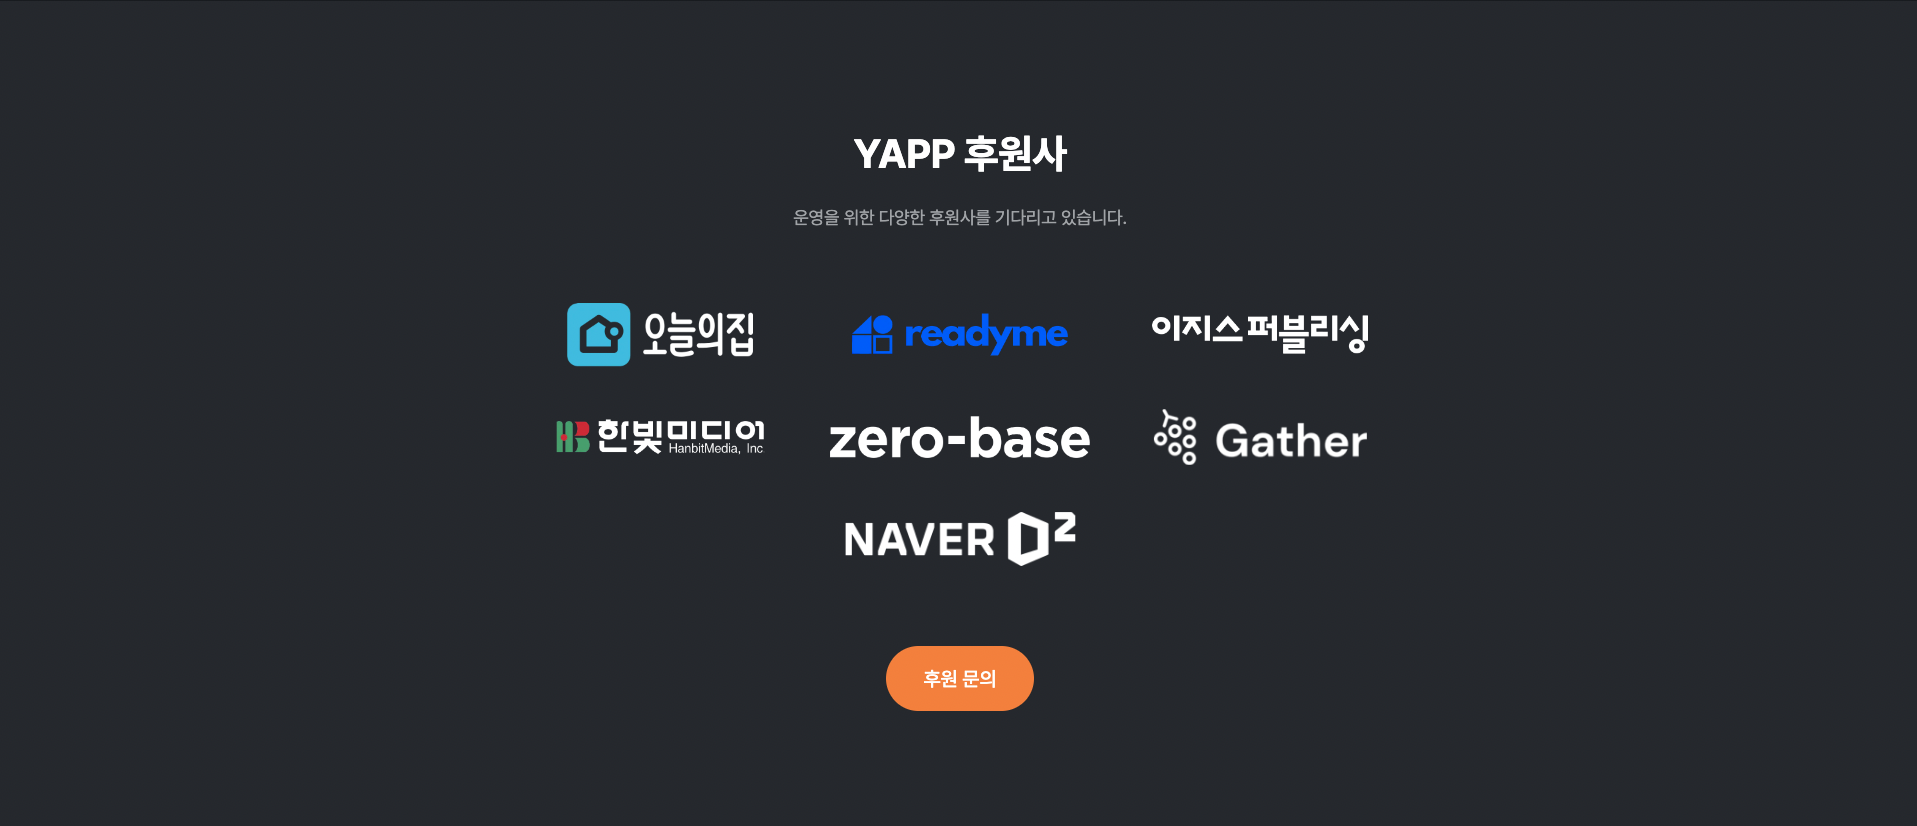 YAPP 후원사
운영을 위한 다양한 후원사를 기다리고 있습니다.
오늘의집
readyme
이지스 퍼블리싱
한빛미디어
HanbitMedia, Inc
zero-base
Gather
NAVER D2
후원 문의